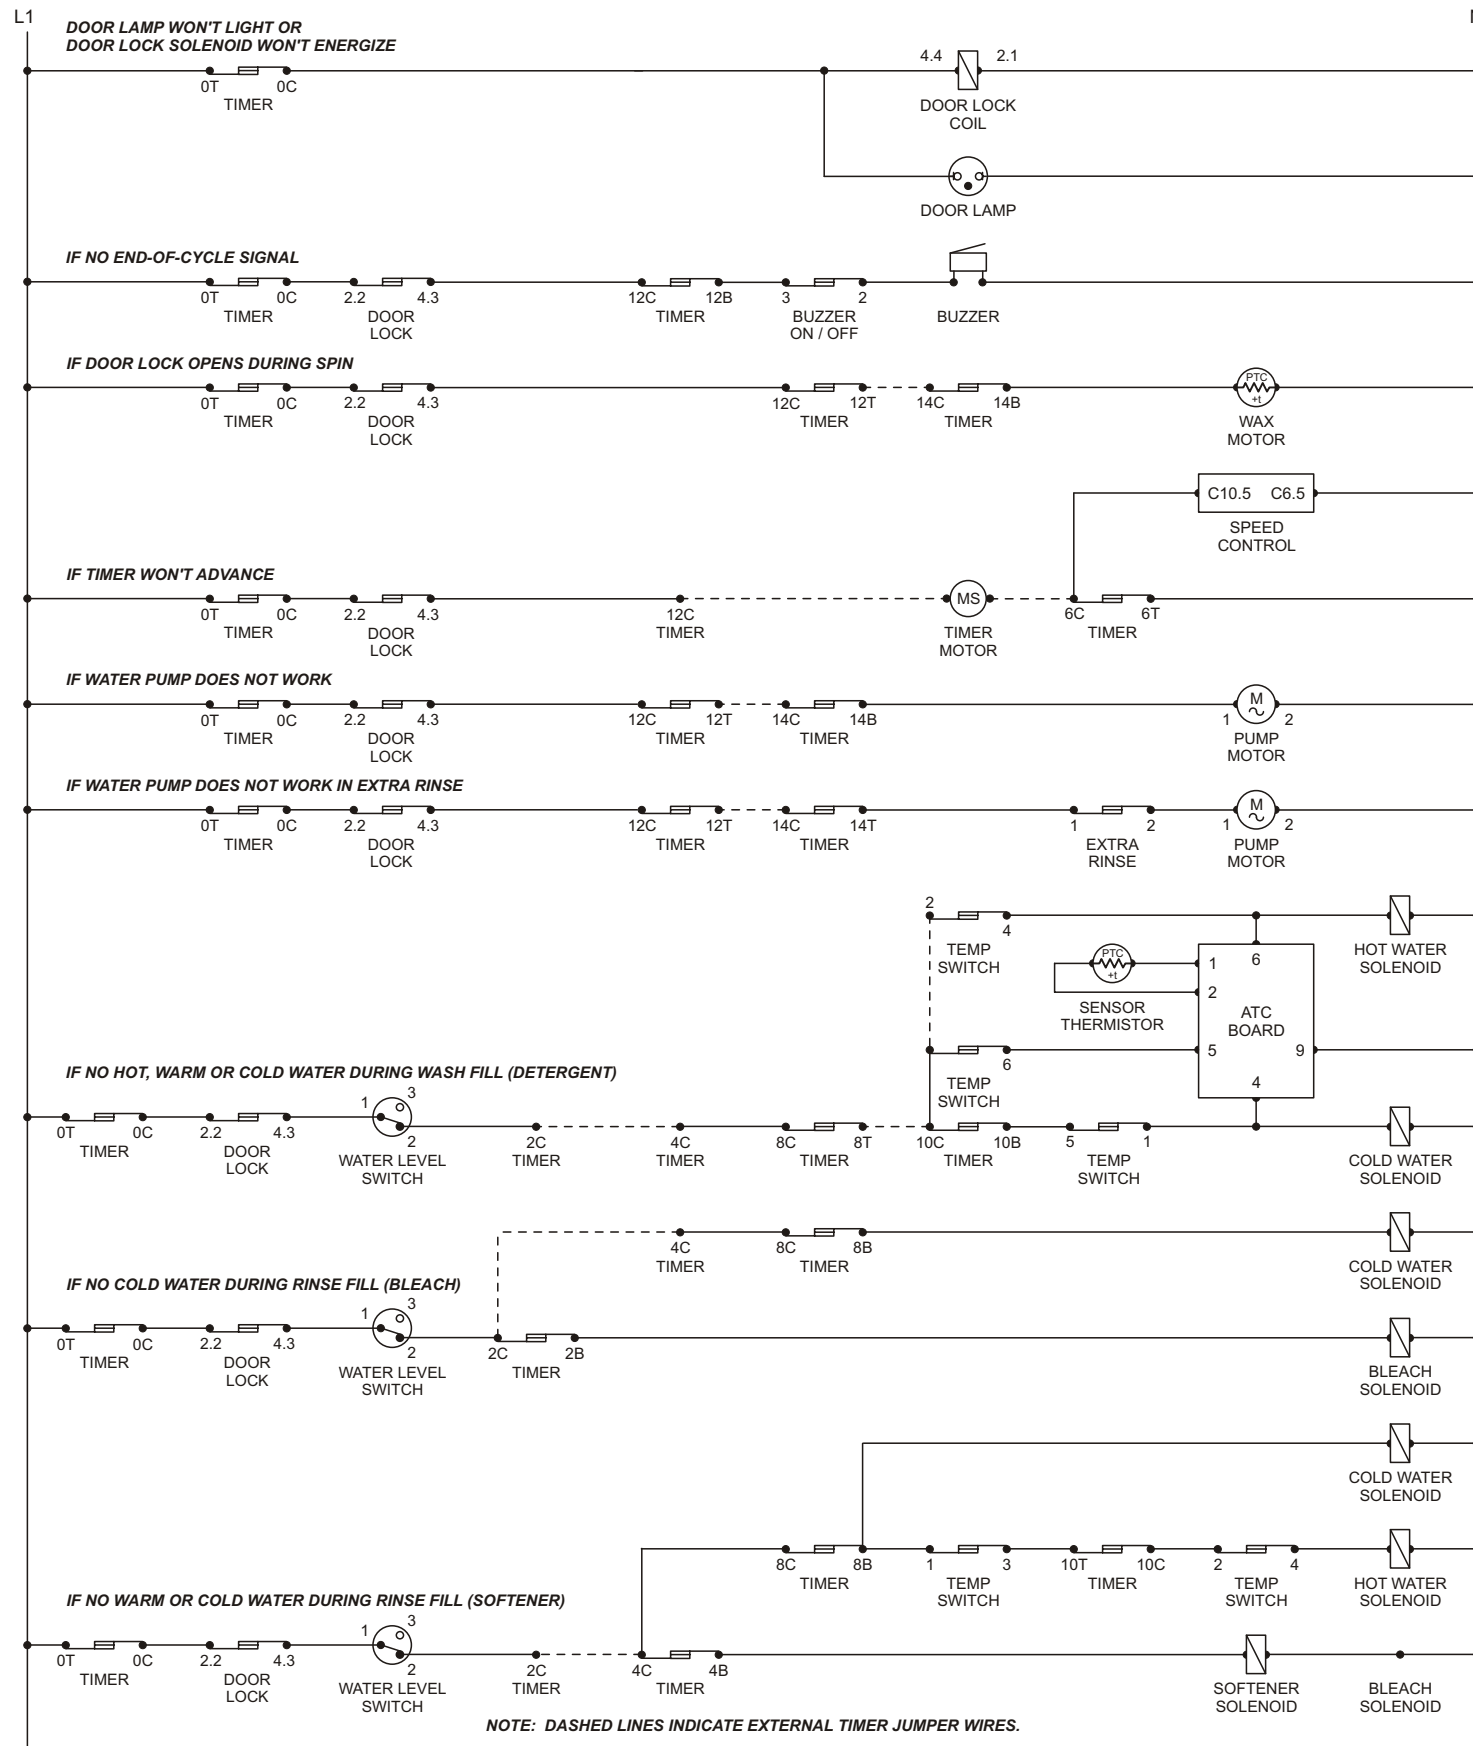 L1
DOOR LAMP WON'T LIGHT OR
DOOR LOCK SOLENOID WON'T ENERGIZE
0T 0C
TIMER
4.4 2.1
DOOR LOCK
COIL
DOOR LAMP
IF NO END-OF-CYCLE SIGNAL
0T 0C 2.2 4.3 12C 12B 3 2
TIMER DOOR TIMER BUZZER BUZZER
LOCK ON / OFF
IF DOOR LOCK OPENS DURING SPIN
PTC
+t
0T 0C 2.2 4.3 12C 12T 14C 14B
TIMER DOOR TIMER TIMER WAX
LOCK MOTOR
C10.5 C6.5
SPEED
CONTROL
IF TIMER WON'T ADVANCE
MS
0T 0C 2.2 4.3 12C 6C 6T
TIMER DOOR TIMER TIMER TIMER
LOCK MOTOR
IF WATER PUMP DOES NOT WORK
M
0T 0C 2.2 4.3 12C 12T 14C 14B 1 2
TIMER DOOR TIMER TIMER PUMP
LOCK MOTOR
IF WATER PUMP DOES NOT WORK IN EXTRA RINSE
M
0T 0C 2.2 4.3 12C 12T 14C 14T 1 2 1 2
TIMER DOOR TIMER TIMER EXTRA PUMP
LOCK RINSE MOTOR
2 4
TEMP
SWITCH
HOT WATER
SOLENOID
PTC
+t
SENSOR
THERMISTOR
1 6
2
ATC
BOARD
5 9
4
6
TEMP
SWITCH
IF NO HOT, WARM OR COLD WATER DURING WASH FILL (DETERGENT)
1 3
0T 0C 2.2 4.3 2 2C 4C 8C 8T 10C 10B 5 1
TIMER DOOR WATER LEVEL TIMER TIMER TIMER TIMER TEMP COLD WATER
LOCK SWITCH SWITCH SOLENOID
4C 8C 8B
TIMER TIMER COLD WATER
SOLENOID
IF NO COLD WATER DURING RINSE FILL (BLEACH)
1 3
0T 0C 2.2 4.3 2 2C 2B
TIMER DOOR WATER LEVEL TIMER BLEACH
LOCK SWITCH SOLENOID
COLD WATER
SOLENOID
8C 8B 1 3 10T 10C 2 4
TIMER TEMP TIMER TEMP HOT WATER
SWITCH SWITCH SOLENOID
IF NO WARM OR COLD WATER DURING RINSE FILL (SOFTENER)
1 3
0T 0C 2.2 4.3 2 2C 4C 4B
TIMER DOOR WATER LEVEL TIMER TIMER SOFTENER BLEACH
LOCK SWITCH SOLENOID SOLENOID
NOTE: DASHED LINES INDICATE EXTERNAL TIMER JUMPER WIRES.